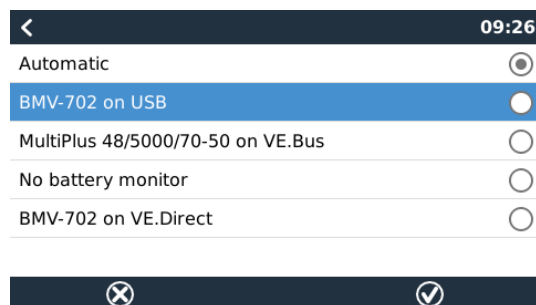 09:26
Automatic
BMV-702 on USB
MultiPlus 48/5000/70-50 on VE.Bus
No battery monitor
BMV-702 on VE.Direct